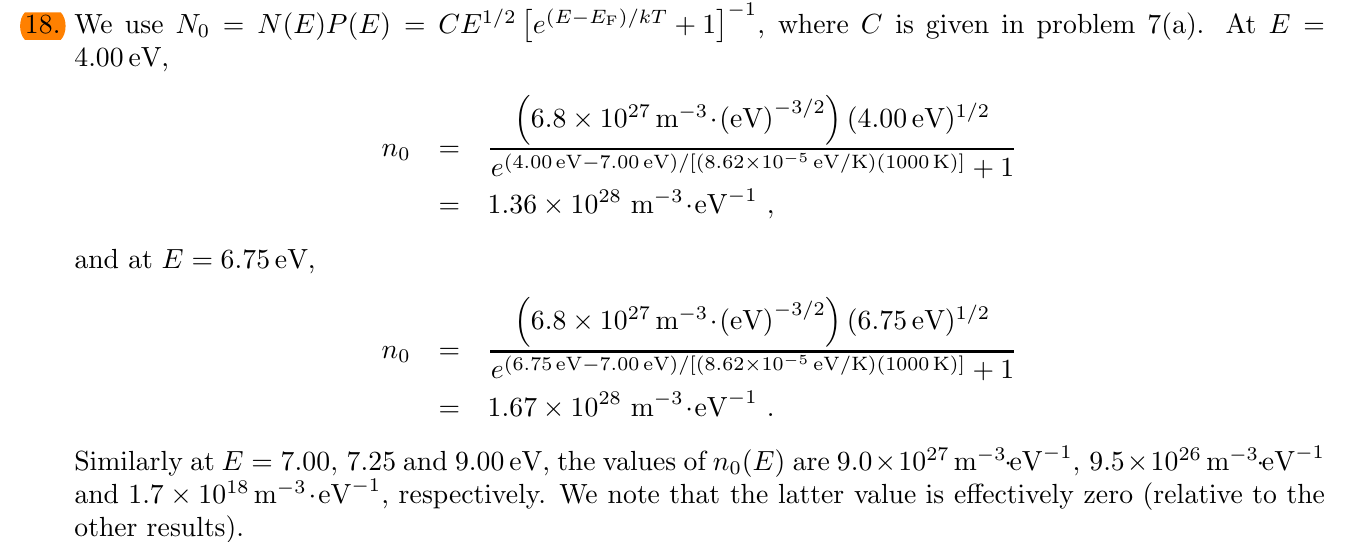 18. We use N₀ = N(E)P(E) = CE^{1/2} [e^{(E−E_F)/kT} + 1]^{−1}, where C is given in problem 7(a). At E =
4.00 eV,
n₀ = \frac{(6.8 × 10^{27} m^{−3}·(eV)^{−3/2}) (4.00 eV)^{1/2}}{e^{(4.00 eV−7.00 eV)/[(8.62×10^{−5} eV/K)(1000 K)]} + 1}
= 1.36 × 10^{28} m^{−3}·eV^{−1} ,
and at E = 6.75 eV,
n₀ = \frac{(6.8 × 10^{27} m^{−3}·(eV)^{−3/2}) (6.75 eV)^{1/2}}{e^{(6.75 eV−7.00 eV)/[(8.62×10^{−5} eV/K)(1000 K)]} + 1}
= 1.67 × 10^{28} m^{−3}·eV^{−1} .
Similarly at E = 7.00, 7.25 and 9.00 eV, the values of n₀(E) are 9.0×10^{27} m^{−3}·eV^{−1}, 9.5×10^{26} m^{−3}·eV^{−1}
and 1.7 × 10^{18} m^{−3}·eV^{−1}, respectively. We note that the latter value is effectively zero (relative to the
other results).